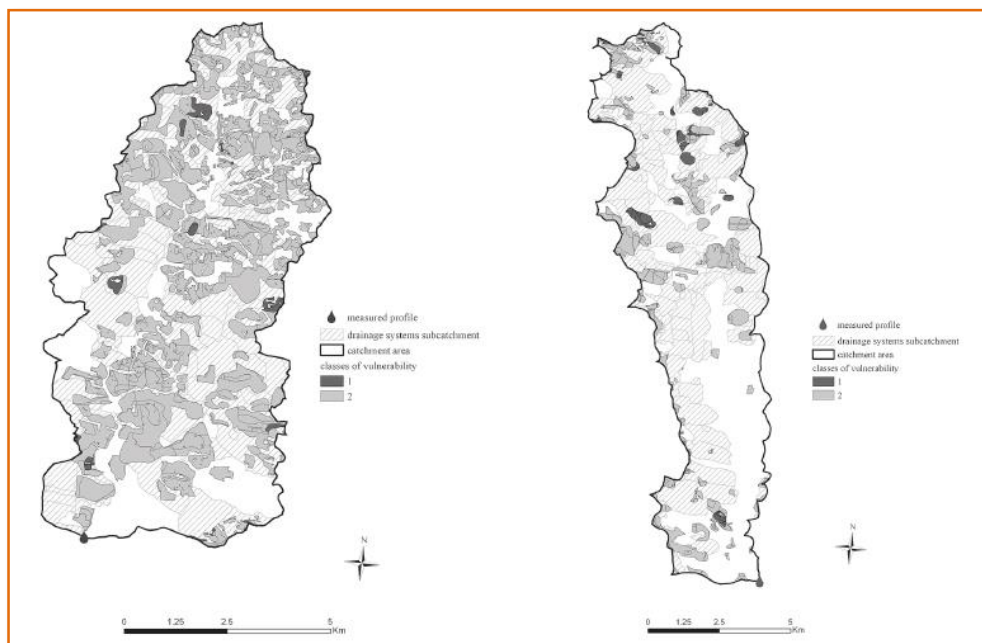 measured profile
drainage systems subcatchment
catchment area
classes of vulnerability
1
2
N
0 1.25 2.5 5
Km
measured profile
drainage systems subcatchment
catchment area
classes of vulnerability
1
2
N
0 1.25 2.5 5
Km